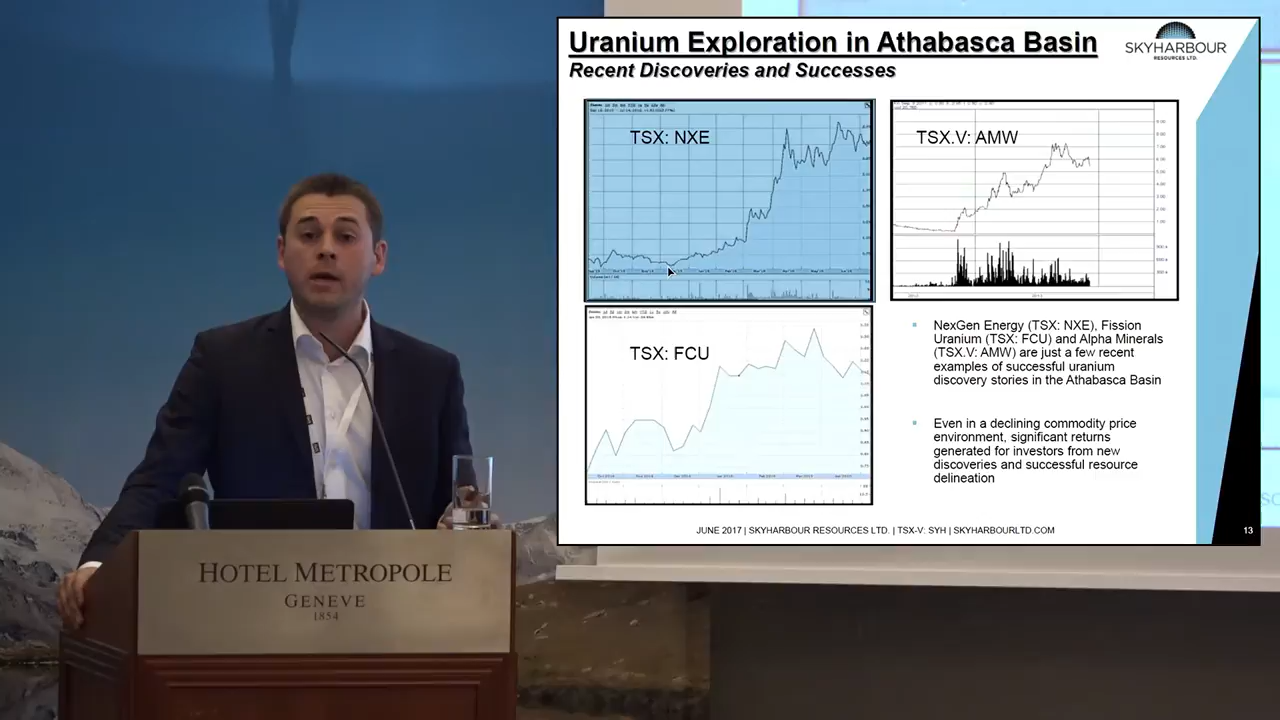 Uranium Exploration in Athabasca Basin
Recent Discoveries and Successes
SKYHARBOUR
RESOURCES LTD.
TSX: NXE
TSX.V: AMW
TSX: FCU
NexGen Energy (TSX: NXE), Fission
Uranium (TSX: FCU) and Alpha Minerals
(TSX.V: AMW) are just a few recent
examples of successful uranium
discovery stories in the Athabasca Basin
Even in a declining commodity price
environment, significant returns
generated for investors from new
discoveries and successful resource
delineation
JUNE 2017 | SKYHARBOUR RESOURCES LTD. | TSX-V: SYH | SKYHARBOURLTD.COM
13
HOTEL METROPOLE
GENEVE
1854